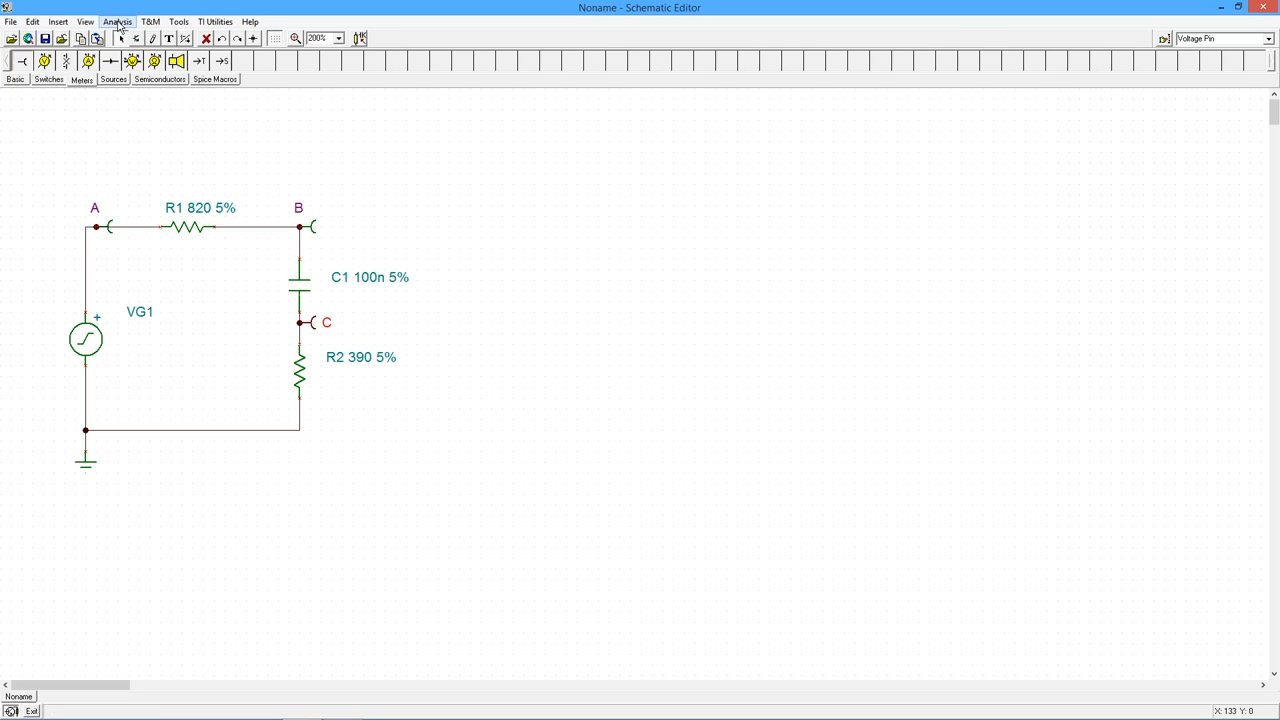 Noname - Schematic Editor
File Edit Insert View Analysis T&M Tools TI Utilities Help
T 200% Voltage Pin
T S
Basic Switches Meters Sources Semiconductors Spice Macros
A R1 820 5% B
C1 100n 5%
VG1
+
C
R2 390 5%
Noname
Exit X: 133 Y: 0